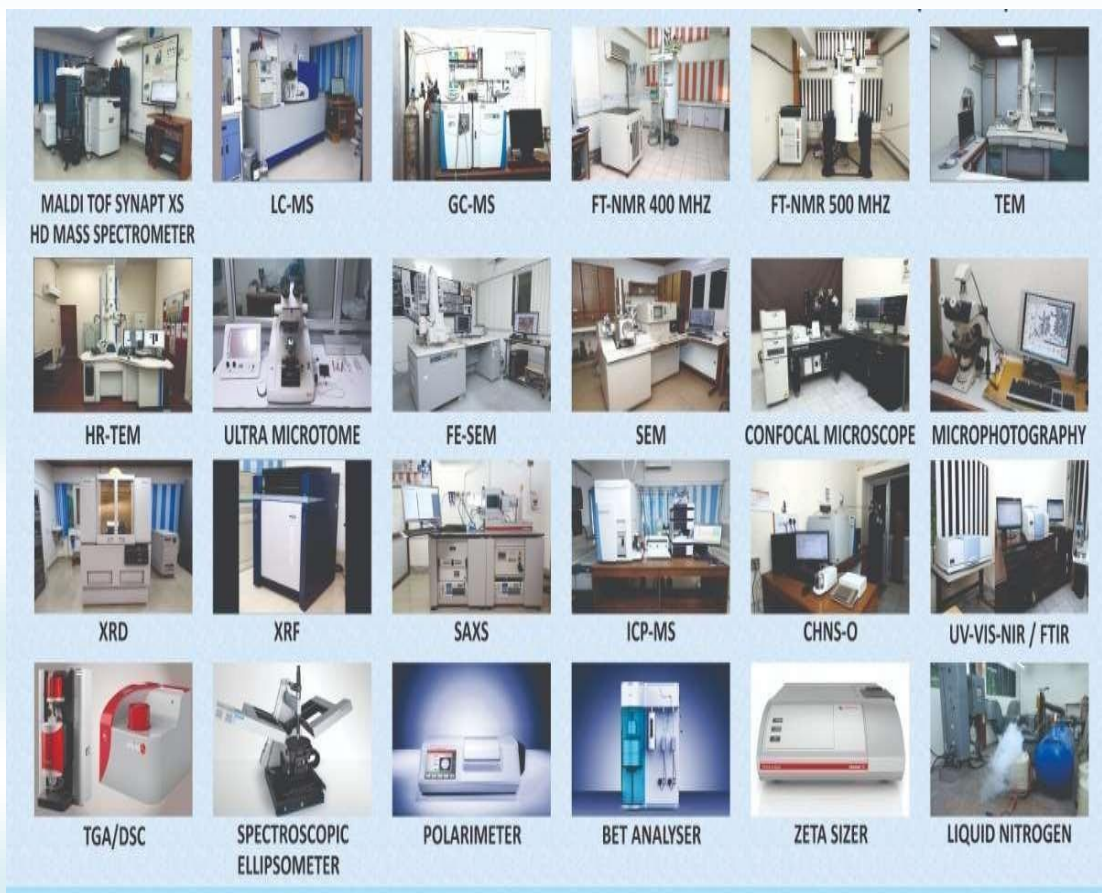 MALDI TOF SYNAPT XS
HD MASS SPECTROMETER
LC-MS
GC-MS
FT-NMR 400 MHZ
FT-NMR 500 MHZ
TEM
HR-TEM
ULTRA MICROTOME
FE-SEM
SEM
CONFOCAL MICROSCOPE
MICROPHOTOGRAPHY
XRD
XRF
SAXS
ICP-MS
CHNS-O
UV-VIS-NIR / FTIR
TGA/DSC
SPECTROSCOPIC
ELLIPSOMETER
POLARIMETER
BET ANALYSER
ZETA SIZER
LIQUID NITROGEN